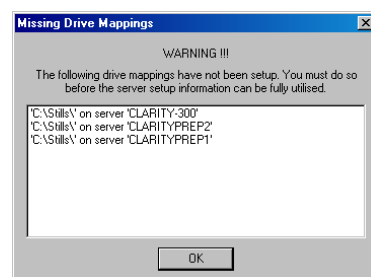 Missing Drive Mappings
WARNING !!!
The following drive mappings have not been setup. You must do so
before the server setup information can be fully utilised.
'C:\Stills\' on server 'CLARITY-300'
'C:\Stills\' on server 'CLARITYPREP2'
'C:\Stills\' on server 'CLARITYPREP1'
OK